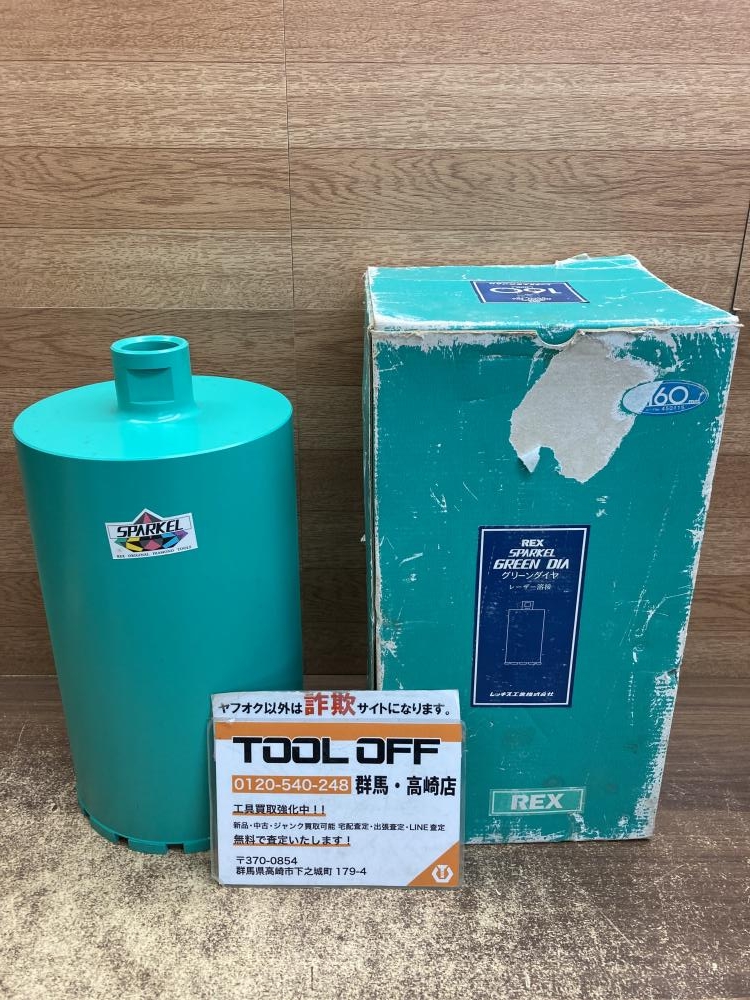 SPARKEL
REX ORIGINAL DIAMOND TOOLS
160
160
REX
SPARKEL
GREEN DIA
グリーンダイヤ
レーザー溶接
レッキス工業株式会社
REX
ヤフオク以外は詐欺サイトになります。
TOOL OFF
0120-540-248 群馬・高崎店
工具買取強化中!!
新品・中古・ジャンク買取可能 宅配査定・出張査定・LINE査定
無料で査定いたします!
〒370-0854
群馬県高崎市下之城町 179-4